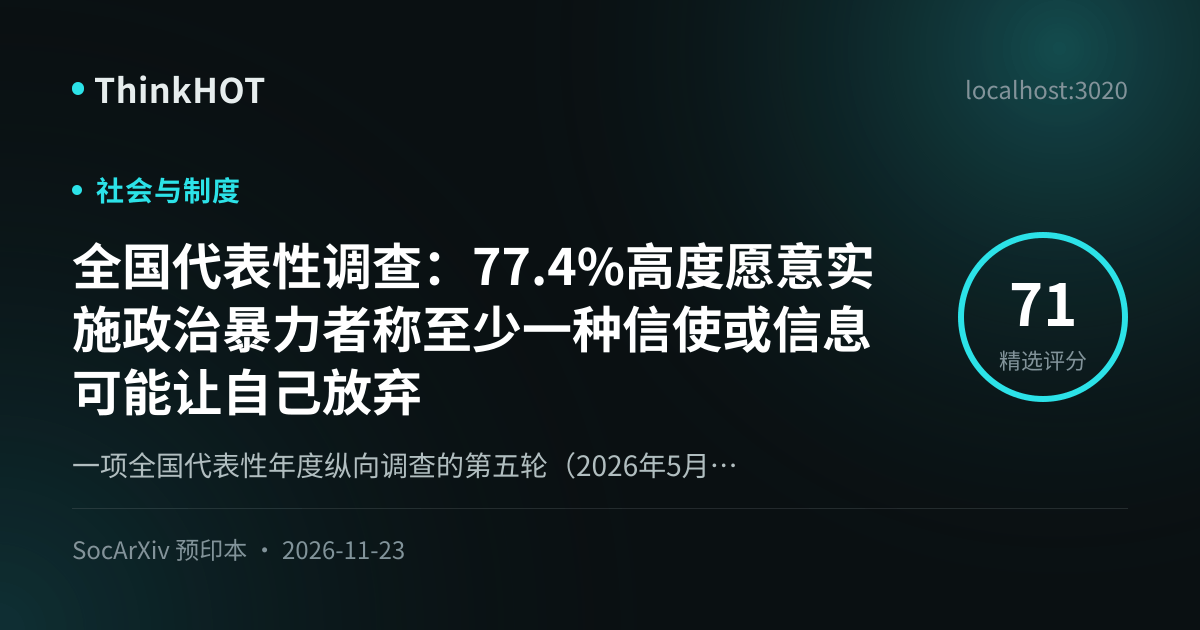 ThinkHOT
localhost:3020
社会与制度
全国代表性调查：77.4%高度愿意实
施政治暴力者称至少一种信使或信息
可能让自己放弃
71
精选评分
一项全国代表性年度纵向调查的第五轮（2026年5月…
SocArXiv 预印本 · 2026-11-23